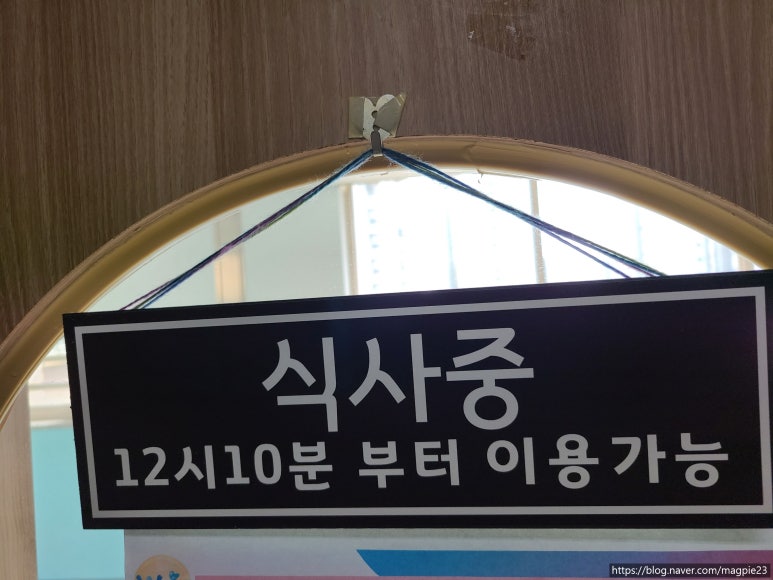 식사중
12시10분 부터 이용가능
https://blog.naver.com/magpie23